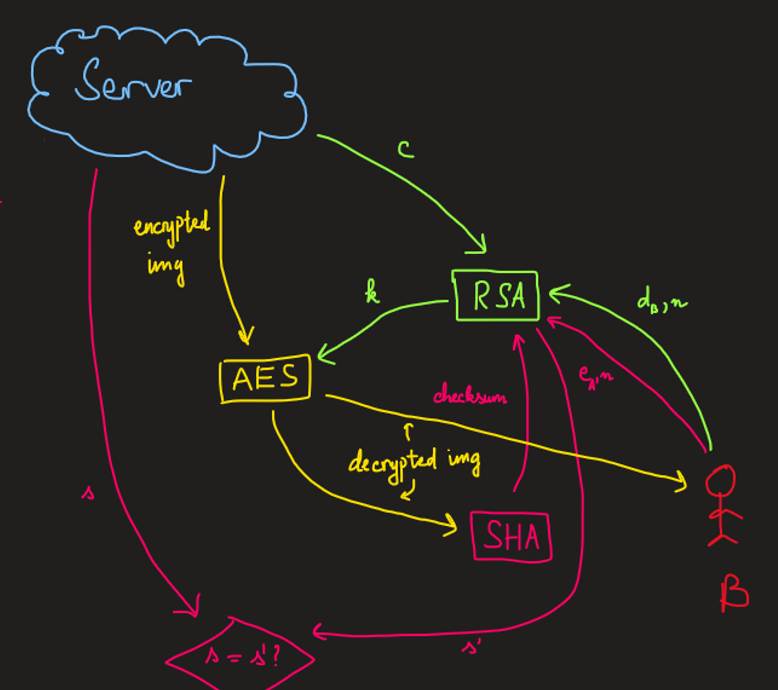 Server
c
encrypted
img
k
RSA
d_B, n
AES
checksum
e_A, n
decrypted img
s
SHA
B
s = s'?
s'